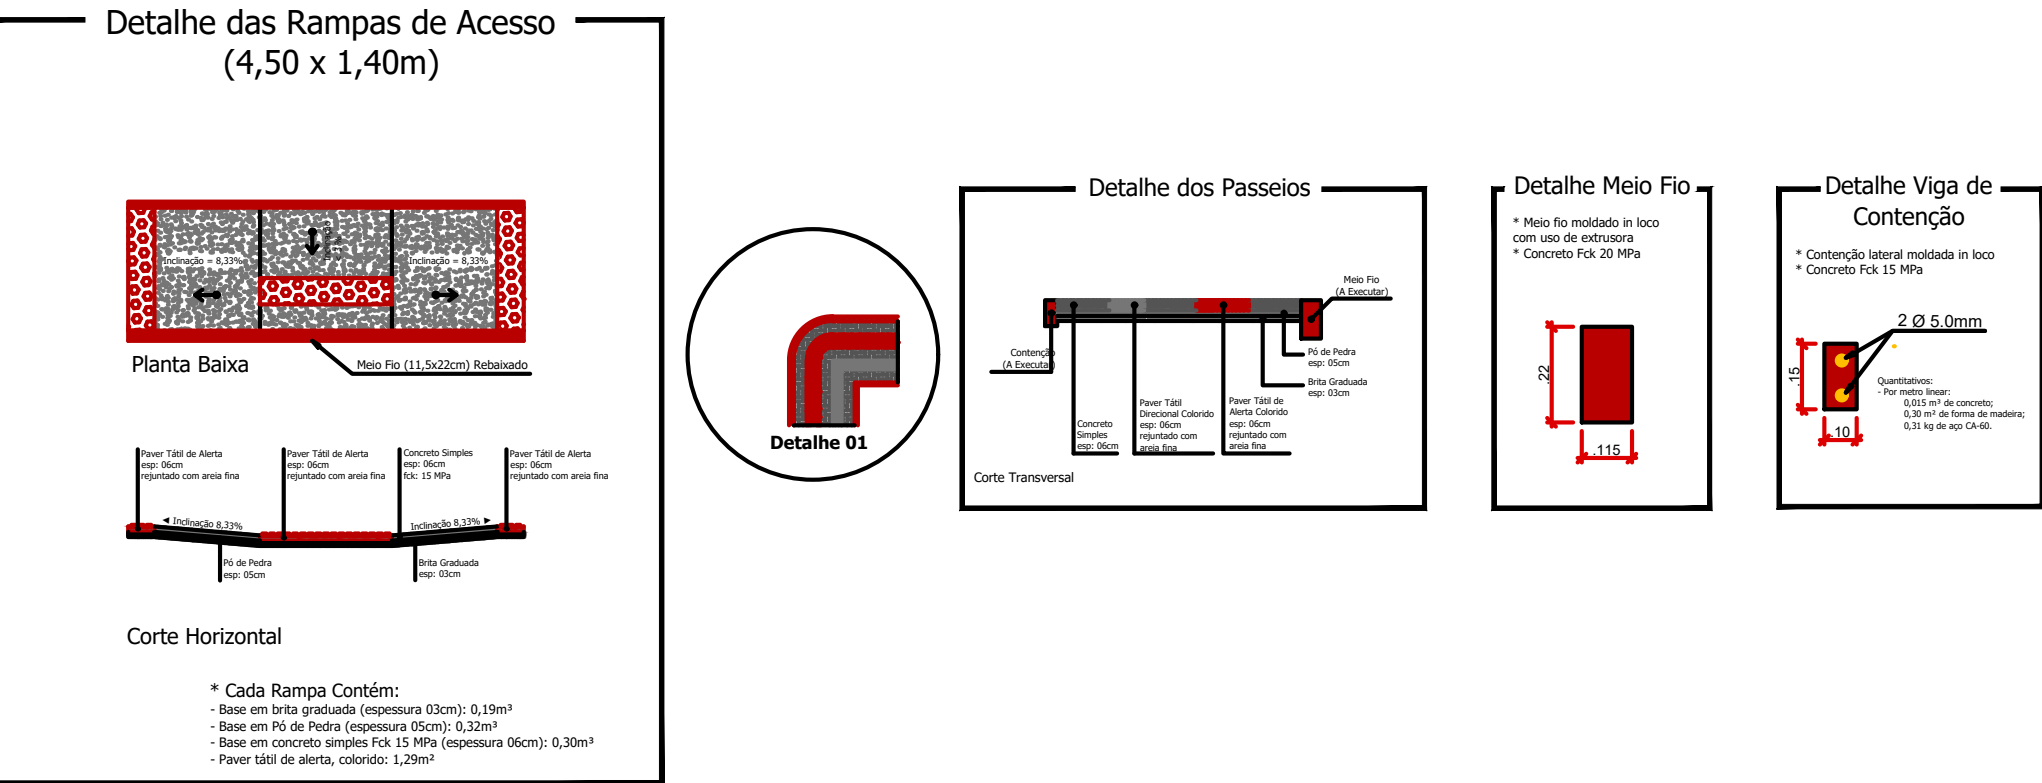 Detalhe das Rampas de Acesso
(4,50 x 1,40m)
Inclinação = 8,33%
Inclinação
Inclinação = 8,33%
Planta Baixa
Meio Fio (11,5x22cm) Rebaixado
Paver Tátil de Alerta
esp: 06cm
rejuntado com areia fina
Paver Tátil de Alerta
esp: 06cm
rejuntado com areia fina
Concreto Simples
esp: 06cm
fck: 15 MPa
Paver Tátil de Alerta
esp: 06cm
rejuntado com areia fina
Inclinação 8,33%
Inclinação 8,33%
Pó de Pedra
esp: 05cm
Brita Graduada
esp: 03cm
Corte Horizontal
* Cada Rampa Contém:
- Base em brita graduada (espessura 03cm): 0,19m³
- Base em Pó de Pedra (espessura 05cm): 0,32m³
- Base em concreto simples Fck 15 MPa (espessura 06cm): 0,30m³
- Paver tátil de alerta, colorido: 1,29m²
Detalhe 01
Detalhe dos Passeios
Meio Fio
(A Executar)
Contenção
(A Executar)
Pó de Pedra
esp: 05cm
Brita Graduada
esp: 03cm
Concreto
Simples
esp: 06cm
Paver Tátil
Direcional Colorido
esp: 06cm
rejuntado com
areia fina
Paver Tátil de
Alerta Colorido
esp: 06cm
rejuntado com
areia fina
Corte Transversal
Detalhe Meio Fio
* Meio fio moldado in loco
com uso de extrusora
* Concreto Fck 20 MPa
.22
.115
Detalhe Viga de
Contenção
* Contenção lateral moldada in loco
* Concreto Fck 15 MPa
2 Ø 5.0mm
.15
.10
Quantitativos:
- Por metro linear:
0,015 m³ de concreto;
0,30 m² de forma de madeira;
0,31 kg de aço CA-60.